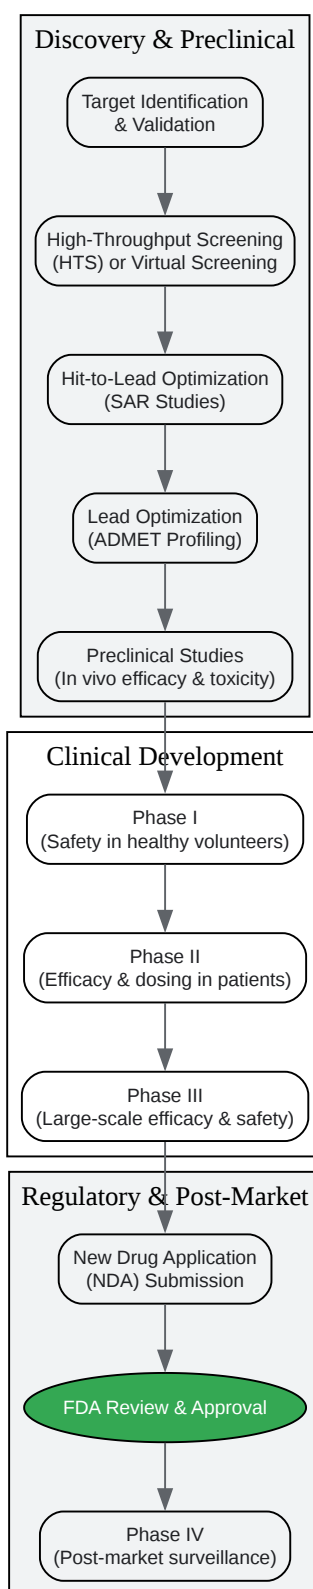 Discovery & Preclinical
Target Identification
& Validation
High-Throughput Screening
(HTS) or Virtual Screening
Hit-to-Lead Optimization
(SAR Studies)
Lead Optimization
(ADMET Profiling)
Preclinical Studies
(In vivo efficacy & toxicity)
Clinical Development
Phase I
(Safety in healthy volunteers)
Phase II
(Efficacy & dosing in patients)
Phase III
(Large-scale efficacy & safety)
Regulatory & Post-Market
New Drug Application
(NDA) Submission
FDA Review & Approval
Phase IV
(Post-market surveillance)